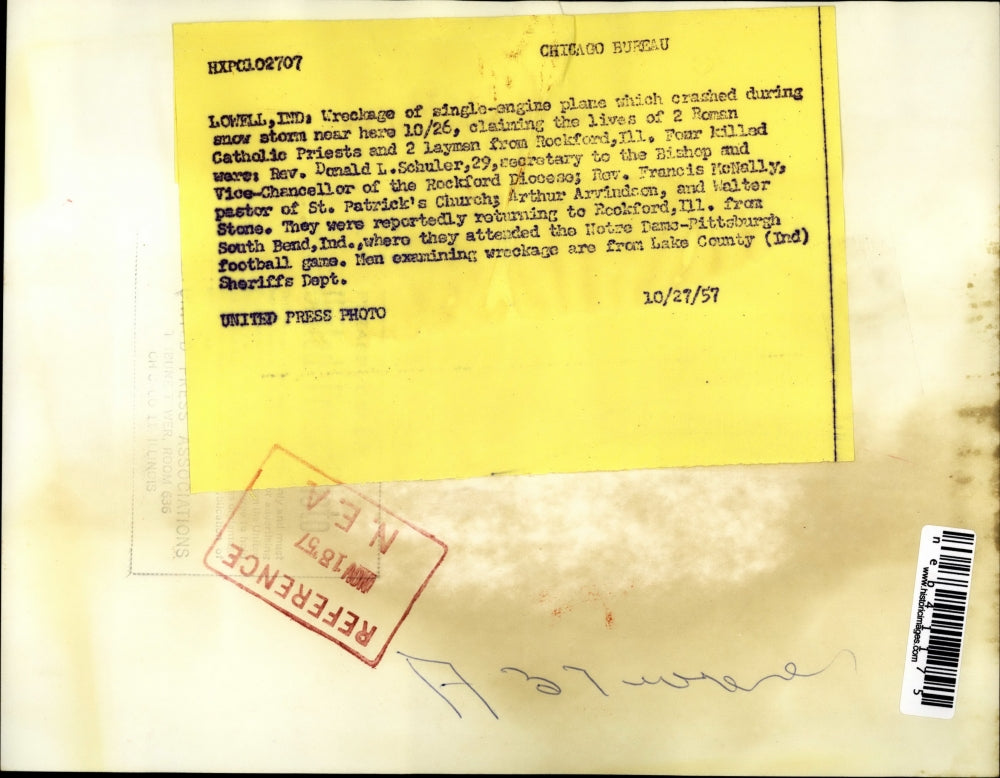 HXPC102707
CHICAGO BUREAU
LOWELL,IND: Wreckage of single-engine plane which crashed during
snow storm near here 10/26, claiming the lives of 2 Roman
Catholic Priests and 2 laymen from Rockford,Ill. Four killed
were: Rev. Donald L.Schuler,29,secretary to the Bishop and
Vice-Chancellor of the Rockford Diocese; Rev. Francis McNally,
pastor of St. Patrick's Church; Arthur Arvindson, and Walter
Stone. They were reportedly returning to Rockford,Ill. from
South Bend,Ind.,where they attended the Notre Dame-Pittsburgh
football game. Men examining wreckage are from Lake County (Ind)
Sheriffs Dept.
UNITED PRESS PHOTO
10/27/57
PRESS ASSOCIATIONS
ROOM 636
REFERENCE
NOV 18'57
N.E.A.
www.historicimages.com
neb41175